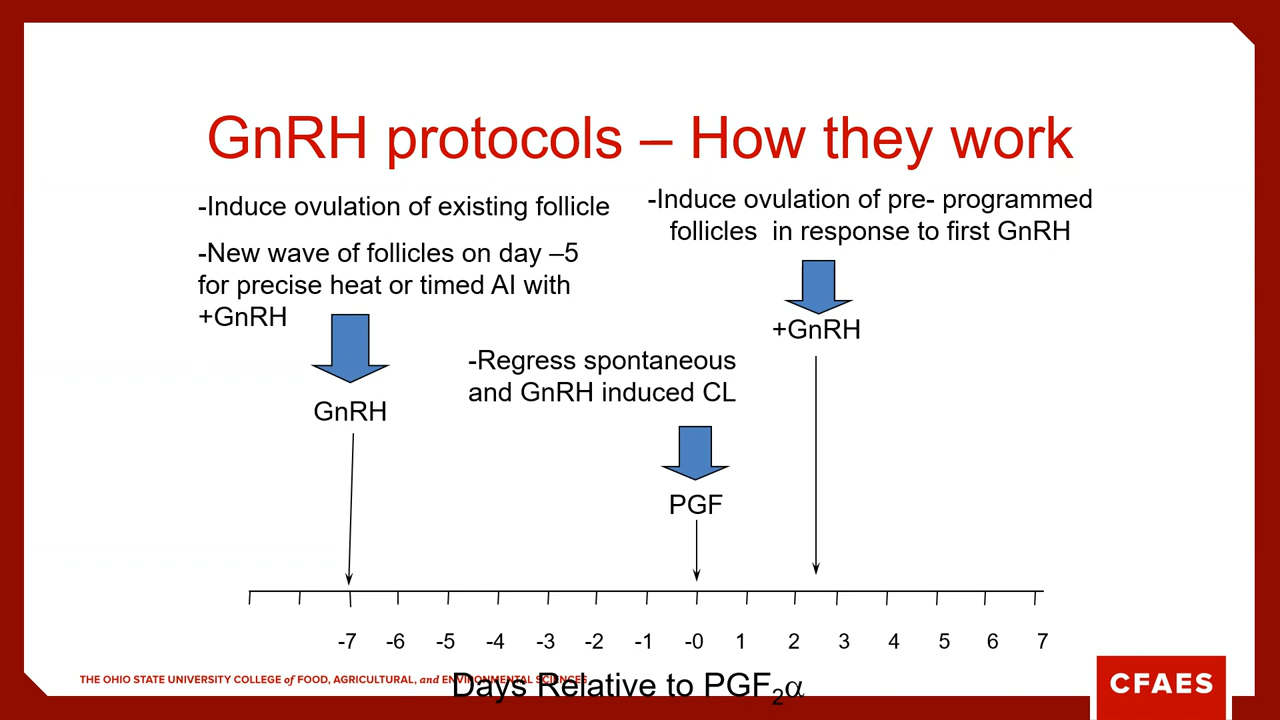 GnRH protocols – How they work
-Induce ovulation of existing follicle
-New wave of follicles on day –5
for precise heat or timed AI with
+GnRH
GnRH
-Regress spontaneous
and GnRH induced CL
PGF
-Induce ovulation of pre- programmed
follicles in response to first GnRH
+GnRH
-7 -6 -5 -4 -3 -2 -1 -0 1 2 3 4 5 6 7
Days Relative to PGF₂α
THE OHIO STATE UNIVERSITY COLLEGE of FOOD, AGRICULTURAL, and ENVIRONMENTAL SCIENCES
CFAES